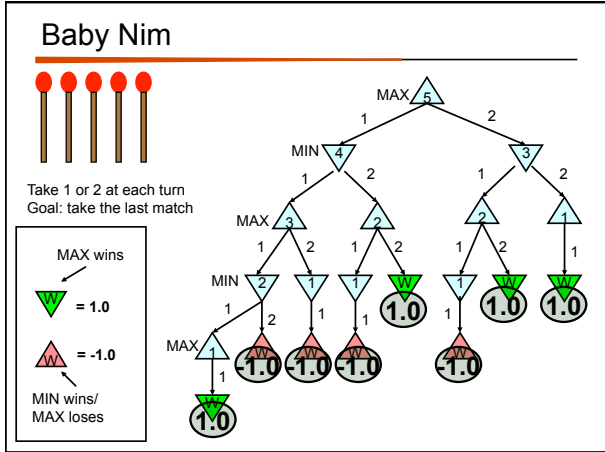 Baby Nim
MAX 5
1 2
MIN 4 3
Take 1 or 2 at each turn
Goal: take the last match
1 2 1 2
MAX 3 2 2 1
1 2 1 2 1 2 1
MAX wins
W = 1.0
MIN 2 1 1 W 1 W W
1.0 1.0 1.0
1 2 1 1 1
MAX 1 W W W W
-1.0 -1.0 -1.0 -1.0
W = -1.0
1
MIN wins/
MAX loses
W
1.0